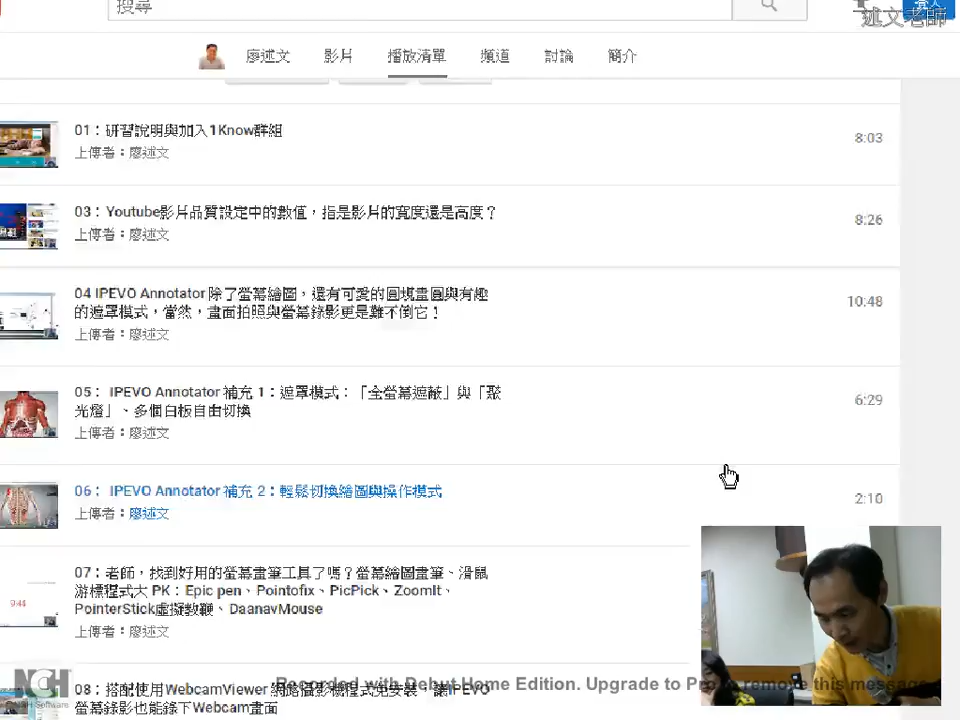 搜尋
登入
述文老師
廖述文 影片 播放清單 頻道 討論 簡介
01：研習說明與加入1Know群組
8:03
上傳者：廖述文
03：Youtube影片品質設定中的數值，指是影片的寬度還是高度？
8:26
上傳者：廖述文
04 IPEVO Annotator 除了螢幕繪圖，還有可愛的圓規畫圓與有趣
的遮罩模式，當然，畫面拍照與螢幕錄影更是難不倒它！
10:48
上傳者：廖述文
05： IPEVO Annotator 補充 1：遮罩模式：「全螢幕遮蔽」與「聚
光燈」、多個白板自由切換
6:29
上傳者：廖述文
06： IPEVO Annotator 補充 2：輕鬆切換繪圖與操作模式
2:10
上傳者：廖述文
07：老師，找到好用的螢幕畫筆工具了嗎？螢幕繪圖畫筆、滑鼠
游標程式大 PK：Epic pen、Pointofix、PicPick、ZoomIt、
PointerStick虛擬教鞭、DaanavMouse
9:44
上傳者：廖述文
08：搭配使用WebcamViewer 網路攝影機程式免安裝，讓IPEVO
螢幕錄影也能錄下Webcam畫面
NCH
NCH Software
Recorded with Debut Home Edition. Upgrade to Pro to remove this message.